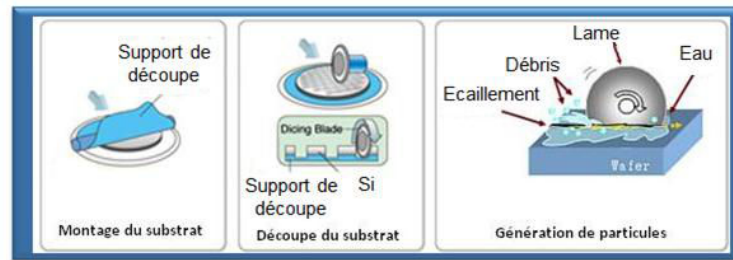 Support de
découpe
Montage du substrat
Dicing Blade
Support de
découpe
Si
Découpe du substrat
Lame
Eau
Débris
Ecaillement
Wafer
Génération de particules